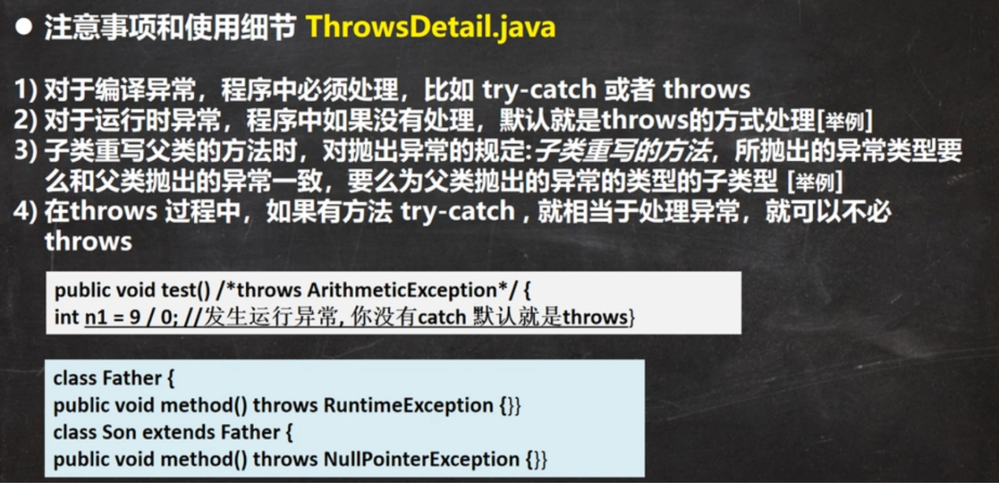 ● 注意事项和使用细节 ThrowsDetail.java
1) 对于编译异常，程序中必须处理，比如 try-catch 或者 throws
2) 对于运行时异常，程序中如果没有处理，默认就是throws的方式处理[举例]
3) 子类重写父类的方法时，对抛出异常的规定:子类重写的方法，所抛出的异常类型要
么和父类抛出的异常一致，要么为父类抛出的异常的类型的子类型 [举例]
4) 在throws 过程中，如果有方法 try-catch , 就相当于处理异常，就可以不必
throws
public void test() /*throws ArithmeticException*/ {
int n1 = 9 / 0; //发生运行异常, 你没有catch 默认就是throws}
class Father {
public void method() throws RuntimeException {}}
class Son extends Father {
public void method() throws NullPointerException {}}